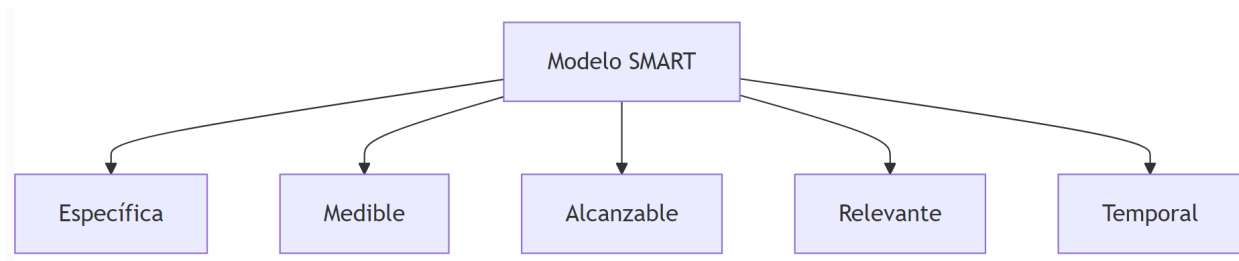 Modelo SMART
Específica
Medible
Alcanzable
Relevante
Temporal